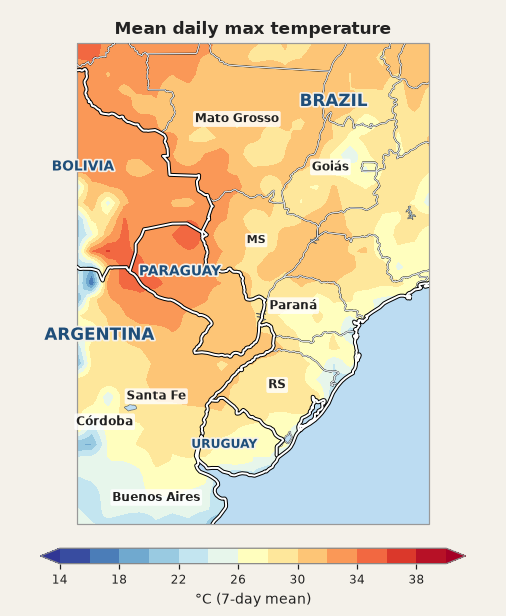 Mean daily max temperature
BRAZIL
Mato Grosso
BOLIVIA
Goiás
MS
PARAGUAY
Paraná
ARGENTINA
RS
Santa Fe
Córdoba
URUGUAY
Buenos Aires
14 18 22 26 30 34 38
°C (7-day mean)